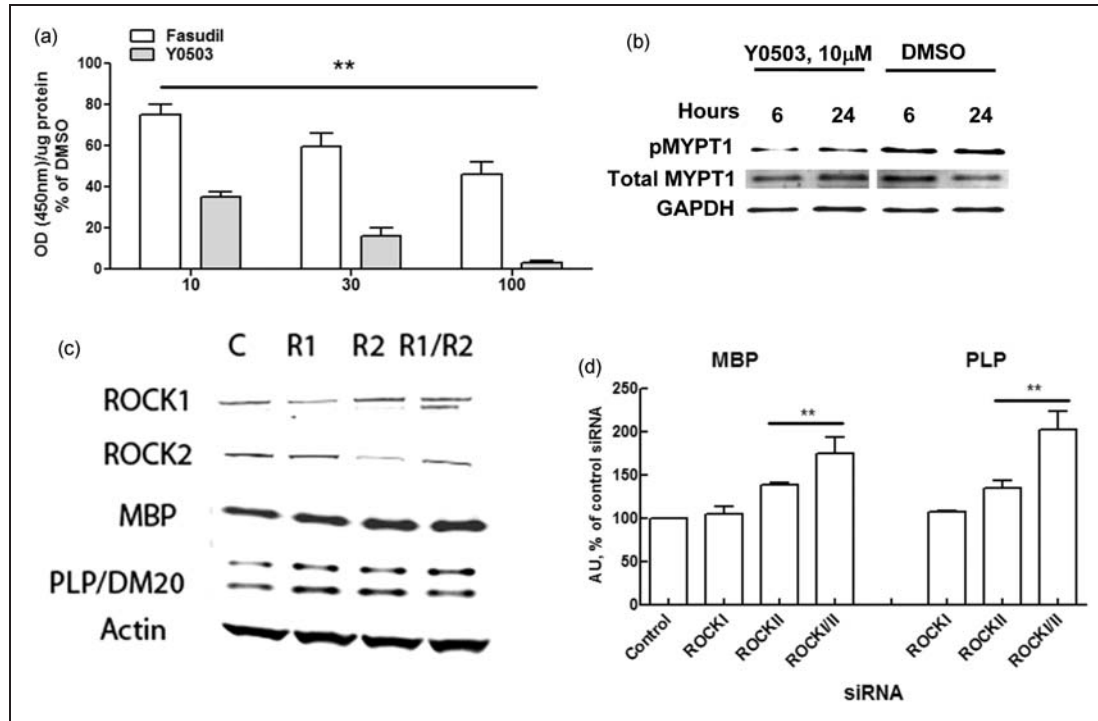 (a)
Fasudil
Y0503
**
100
80
60
40
20
0
OD (450nm)/ug protein
% of DMSO
10 30 100
(b)
Y0503, 10µM DMSO
Hours 6 24 6 24
pMYPT1
Total MYPT1
GAPDH
(c)
C R1 R2 R1/R2
ROCK1
ROCK2
MBP
PLP/DM20
Actin
(d)
MBP PLP
250
200
150
100
50
0
AU, % of control siRNA
** **
Control ROCKI ROCKII ROCKI/II ROCKI ROCKII ROCKI/II
siRNA